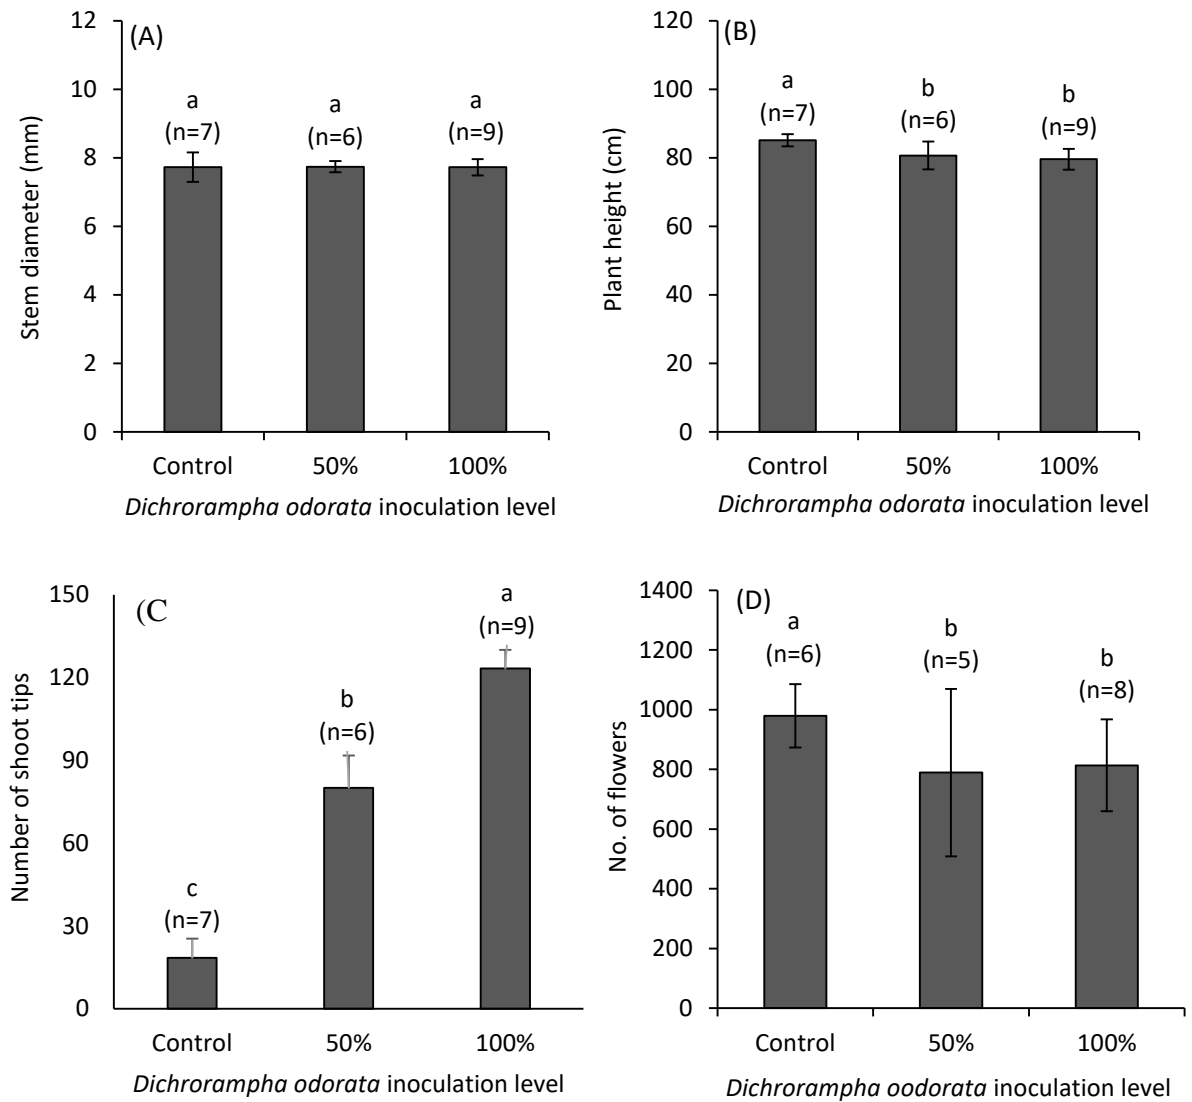 (A)
12
10
8
6
4
2
0
Stem diameter (mm)
a
(n=7)
a
(n=6)
a
(n=9)
Control 50% 100%
Dichrorampha odorata inoculation level
(B)
120
100
80
60
40
20
0
Plant height (cm)
a
(n=7)
b
(n=6)
b
(n=9)
Control 50% 100%
Dichrorampha odorata inoculation level
(C
150
120
90
60
30
0
Number of shoot tips
c
(n=7)
b
(n=6)
a
(n=9)
Control 50% 100%
Dichrorampha odorata inoculation level
(D)
1400
1200
1000
800
600
400
200
0
No. of flowers
a
(n=6)
b
(n=5)
b
(n=8)
Control 50% 100%
Dichrorampha oodorata inoculation level